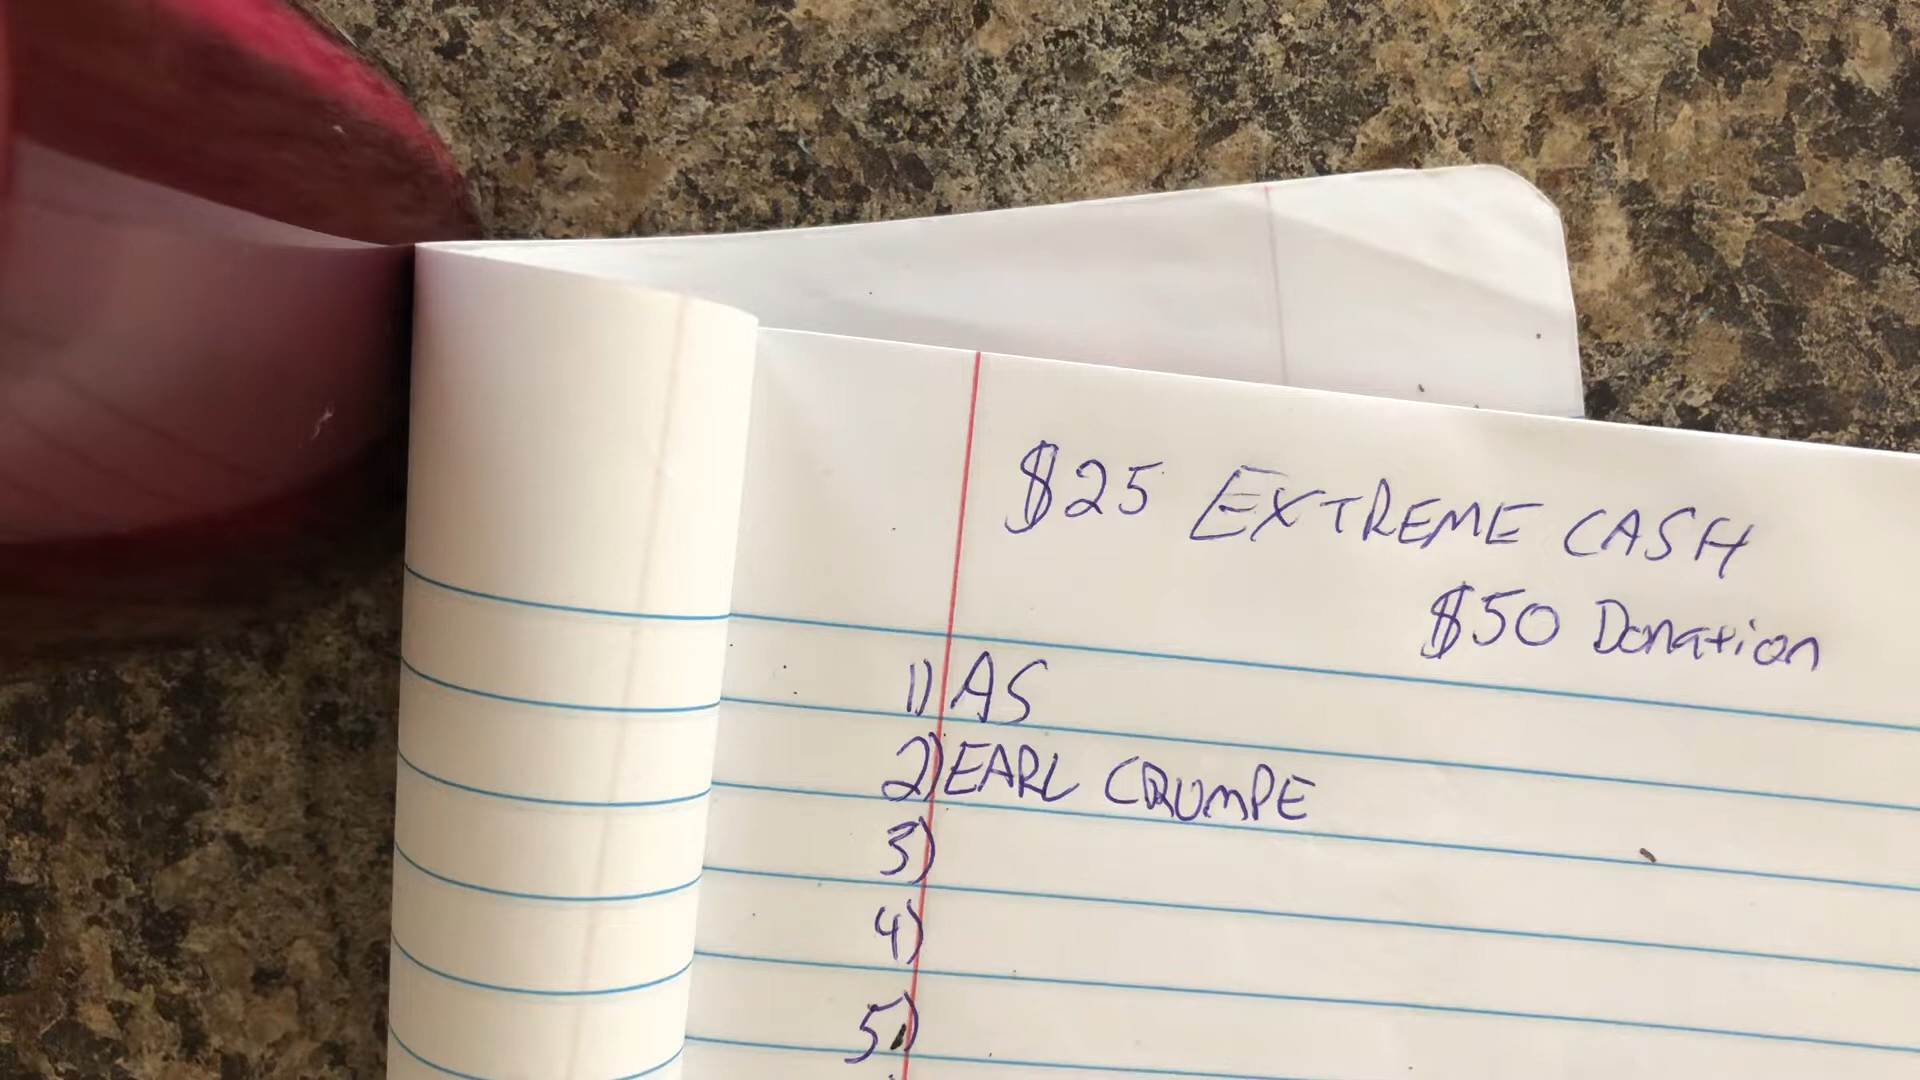 $25 EXTREME CASH
$50 Donation
1) AS
2) EARL CRUMPE
3)
4)
5)